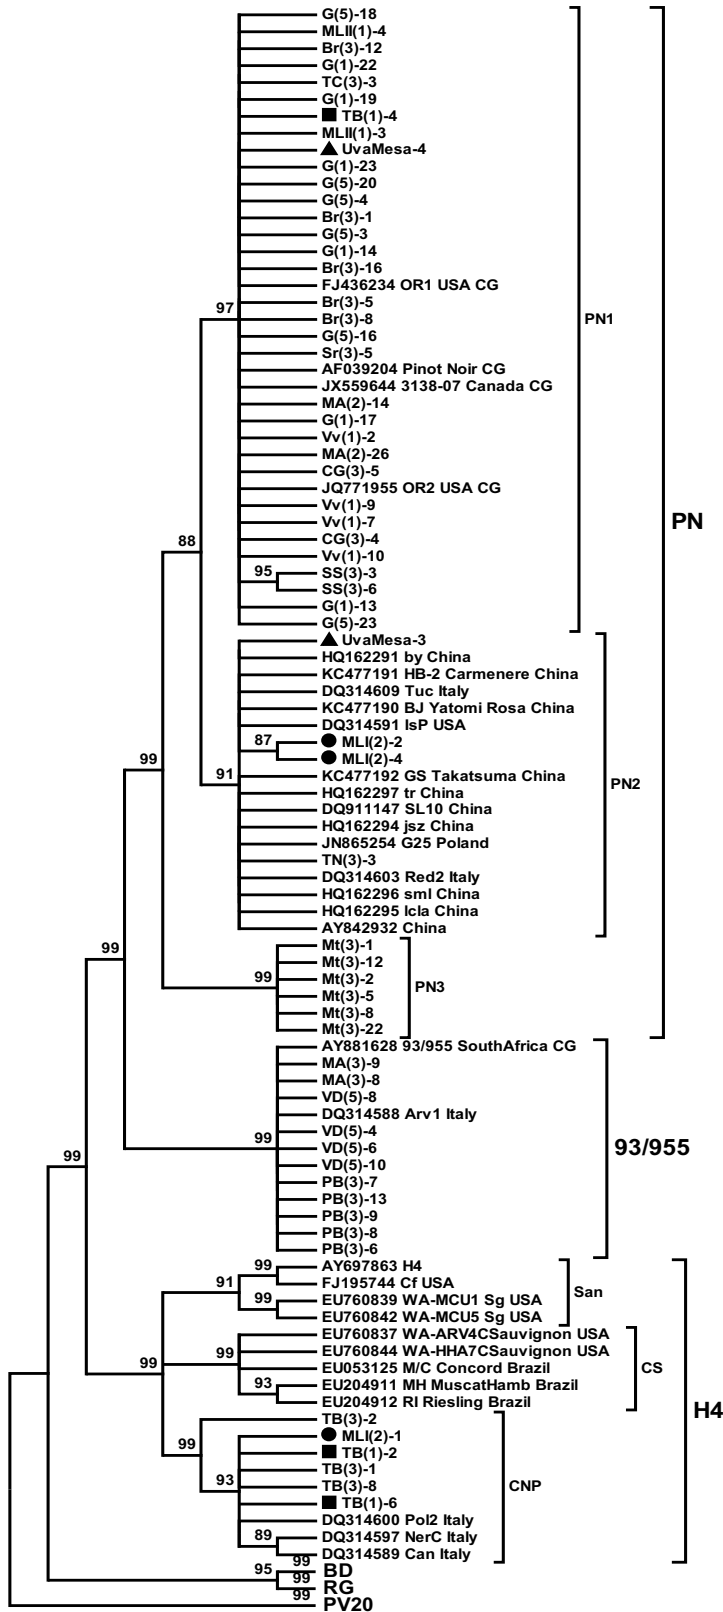 G(5)-18
MLII(1)-4
Br(3)-12
G(1)-22
TC(3)-3
G(1)-19
TB(1)-4
MLII(1)-3
UvaMesa-4
G(1)-23
G(5)-20
G(5)-4
Br(3)-1
G(5)-3
G(1)-14
Br(3)-16
FJ436234 OR1 USA CG
97
Br(3)-5
Br(3)-8
PN1
G(5)-16
Sr(3)-5
AF039204 Pinot Noir CG
JX559644 3138-07 Canada CG
MA(2)-14
G(1)-17
Vv(1)-2
MA(2)-26
CG(3)-5
JQ771955 OR2 USA CG
Vv(1)-9
Vv(1)-7
PN
CG(3)-4
88
Vv(1)-10
95
SS(3)-3
SS(3)-6
G(1)-13
G(5)-23
UvaMesa-3
HQ162291 by China
KC477191 HB-2 Carmenere China
DQ314609 Tuc Italy
KC477190 BJ Yatomi Rosa China
DQ314591 IsP USA
87
MLI(2)-2
99
MLI(2)-4
91
KC477192 GS Takatsuma China
PN2
HQ162297 tr China
DQ911147 SL10 China
HQ162294 jsz China
JN865254 G25 Poland
TN(3)-3
DQ314603 Red2 Italy
HQ162296 sml China
HQ162295 lcla China
AY842932 China
99
Mt(3)-1
Mt(3)-12
99
Mt(3)-2
PN3
Mt(3)-5
Mt(3)-8
Mt(3)-22
AY881628 93/955 SouthAfrica CG
MA(3)-9
MA(3)-8
VD(5)-8
DQ314588 Arv1 Italy
VD(5)-4
99
VD(5)-6
93/955
99
VD(5)-10
PB(3)-7
PB(3)-13
PB(3)-9
PB(3)-8
PB(3)-6
99
AY697863 H4
91
FJ195744 Cf USA
San
99
EU760839 WA-MCU1 Sg USA
EU760842 WA-MCU5 Sg USA
EU760837 WA-ARV4CSauvignon USA
99
99
EU760844 WA-HHA7CSauvignon USA
EU053125 M/C Concord Brazil
CS
93
EU204911 MH MuscatHamb Brazil
EU204912 RI Riesling Brazil
H4
TB(3)-2
99
MLI(2)-1
TB(1)-2
93
TB(3)-1
TB(3)-8
CNP
TB(1)-6
DQ314600 Pol2 Italy
89
DQ314597 NerC Italy
DQ314589 Can Italy
99
95
BD
99
RG
99
PV20